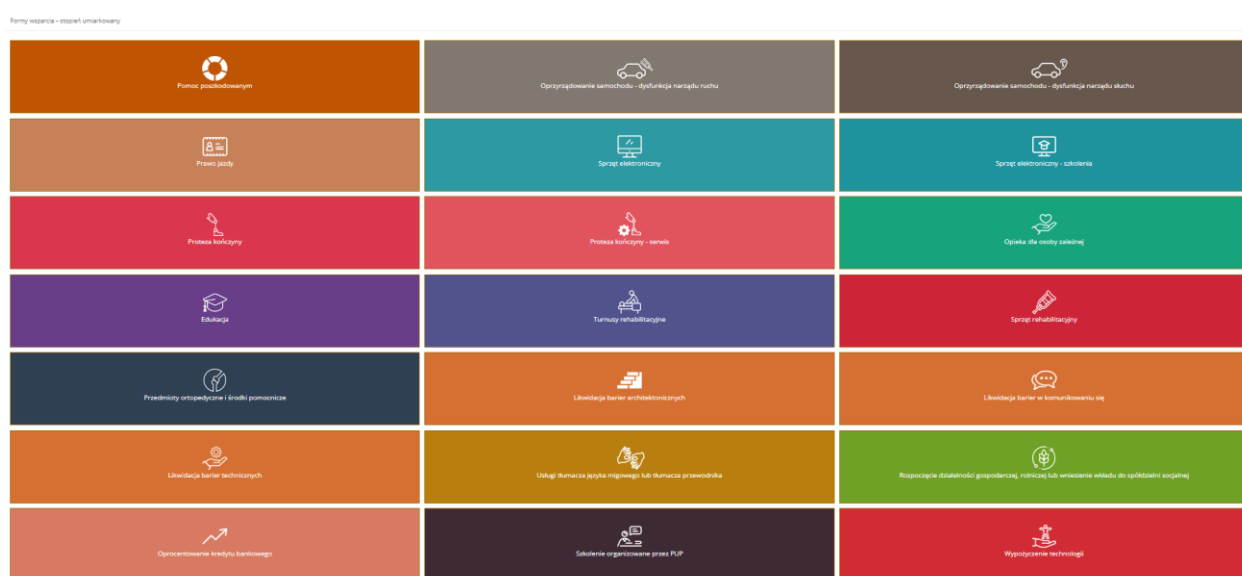 Formy wsparcia – stopień umiarkowany
Pomoc poszkodowanym
Oprzyrządowanie samochodu - dysfunkcja narządu ruchu
Oprzyrządowanie samochodu - dysfunkcja narządu słuchu
Prawo jazdy
Sprzęt elektroniczny
Sprzęt elektroniczny - szkolenia
Proteza kończyny
Proteza kończyny - serwis
Opieka dla osoby zależnej
Edukacja
Turnusy rehabilitacyjne
Sprzęt rehabilitacyjny
Przedmioty ortopedyczne i środki pomocnicze
Likwidacja barier architektonicznych
Likwidacja barier w komunikowaniu się
Likwidacja barier technicznych
Usługi tłumacza języka migowego lub tłumacza przewodnika
Rozpoczęcie działalności gospodarczej, rolniczej lub wniesienie wkładu do spółdzielni socjalnej
Oprocentowanie kredytu bankowego
Szkolenie organizowane przez PUP
Wypożyczenie technologii